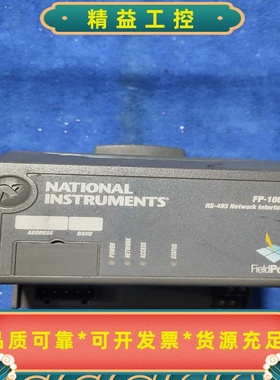 精益工控
NATIONAL
INSTRUMENTS
FP-100
RS-485 Network Interfa
ADDRESS
BAUD
POWER
NETWORK
ACCESS
STATUS
FieldPo
品质可靠*可开发票*货源充足